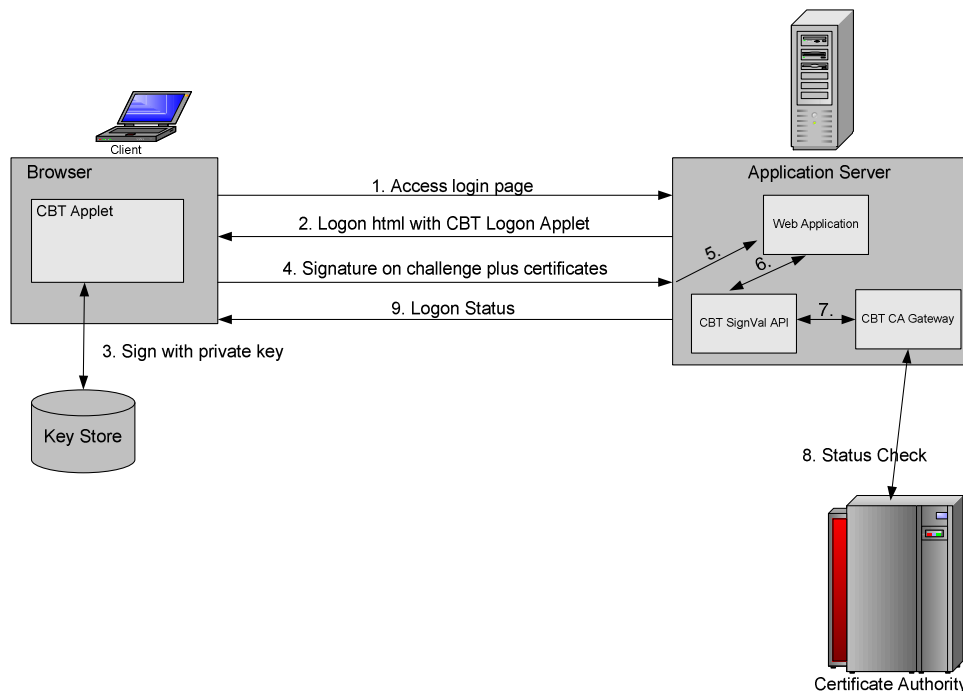 Client
Browser
CBT Applet
Application Server
Web Application
CBT SignVal API
CBT CA Gateway
1. Access login page
2. Logon html with CBT Logon Applet
4. Signature on challenge plus certificates
9. Logon Status
5.
6.
7.
3. Sign with private key
Key Store
8. Status Check
Certificate Authority